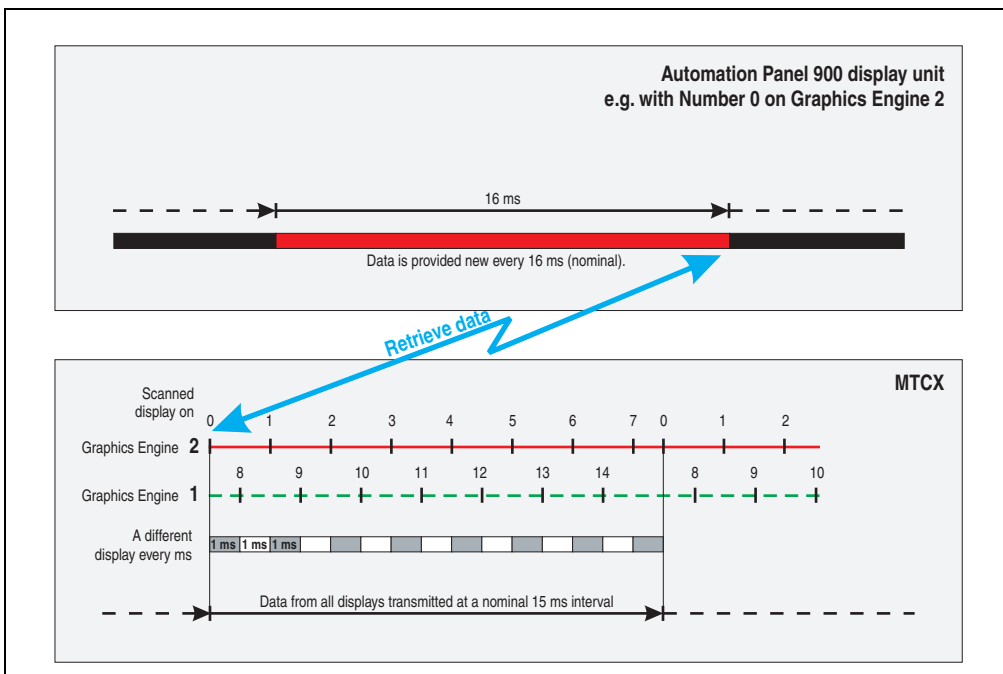 Automation Panel 900 display unit
e.g. with Number 0 on Graphics Engine 2
16 ms
Data is provided new every 16 ms (nominal).
Retrieve data
MTCX
Scanned
display on
0 1 2 3 4 5 6 7 0 1 2
Graphics Engine 2
8 9 10 11 12 13 14 8 9 10
Graphics Engine 1
A different
display every ms
1 ms 1 ms 1 ms
Data from all displays transmitted at a nominal 15 ms interval